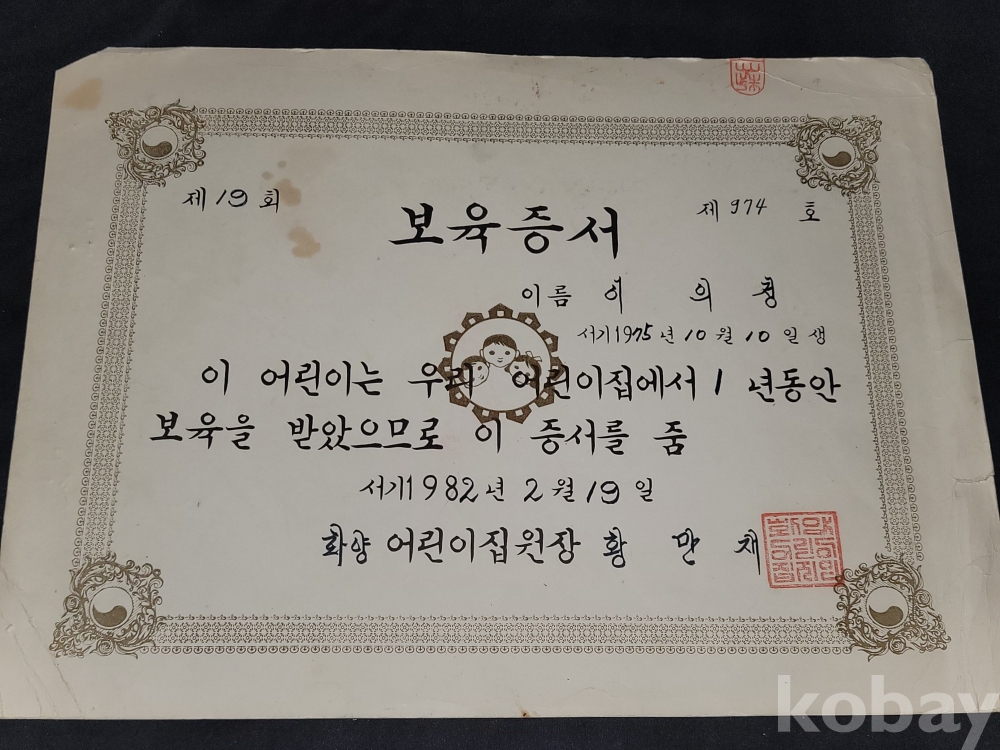 제 19 회
제 974 호
보육증서
이름 이 의 청
서기 1975 년 10 월 10 일 생
이 어린이는 우리 어린이집에서 1 년동안
보육을 받았으므로 이 증서를 줌
서기 1982 년 2 월 19 일
화양 어린이집원장 황 만 채
kobay